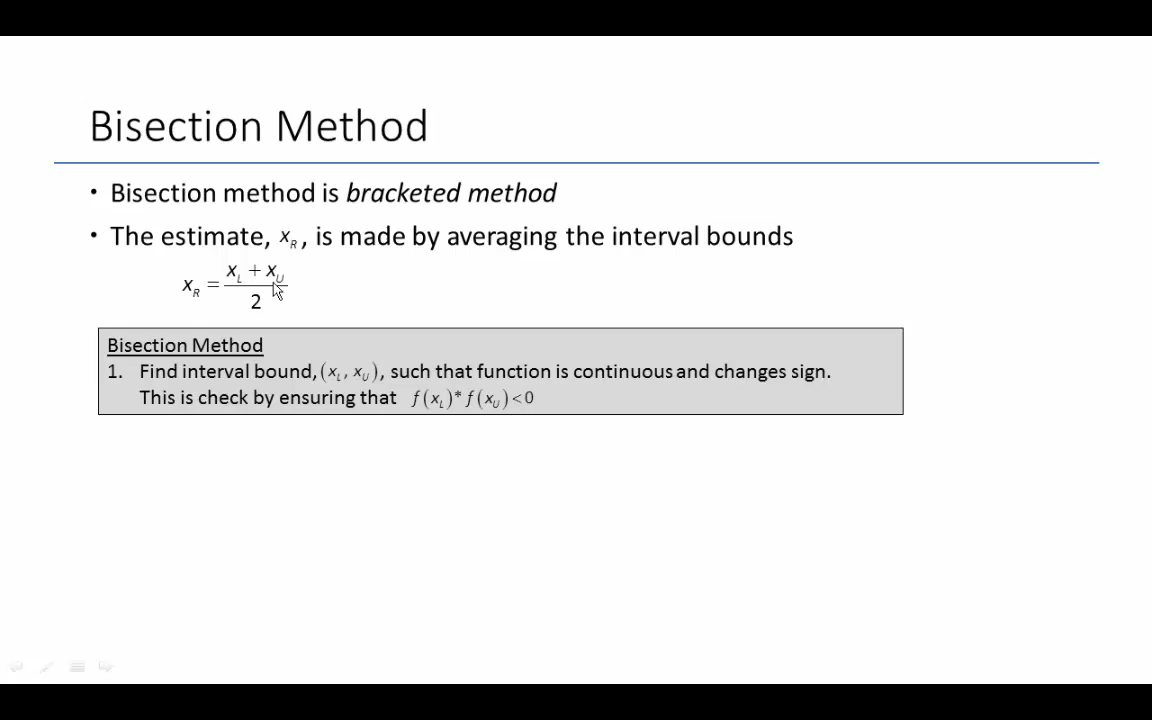 Bisection Method
• Bisection method is bracketed method
• The estimate, x_R, is made by averaging the interval bounds
x_R = (x_L + x_U) / 2
Bisection Method
1. Find interval bound,(x_L, x_U), such that function is continuous and changes sign.
This is check by ensuring that f(x_L)*f(x_U)<0